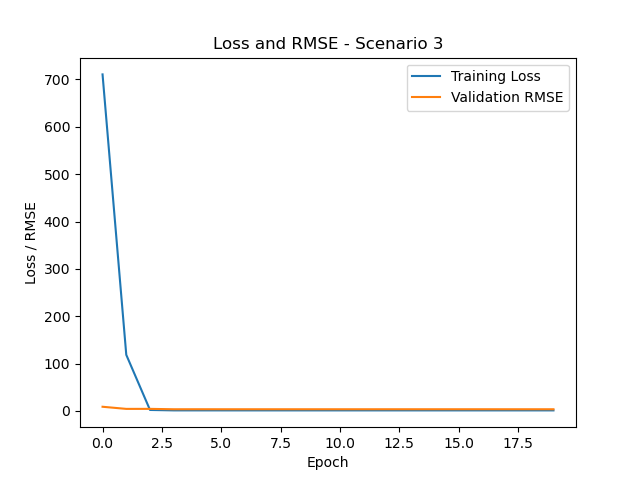 Loss and RMSE - Scenario 3
Training Loss
Validation RMSE
700
600
500
400
300
200
100
0
Loss / RMSE
0.0 2.5 5.0 7.5 10.0 12.5 15.0 17.5
Epoch